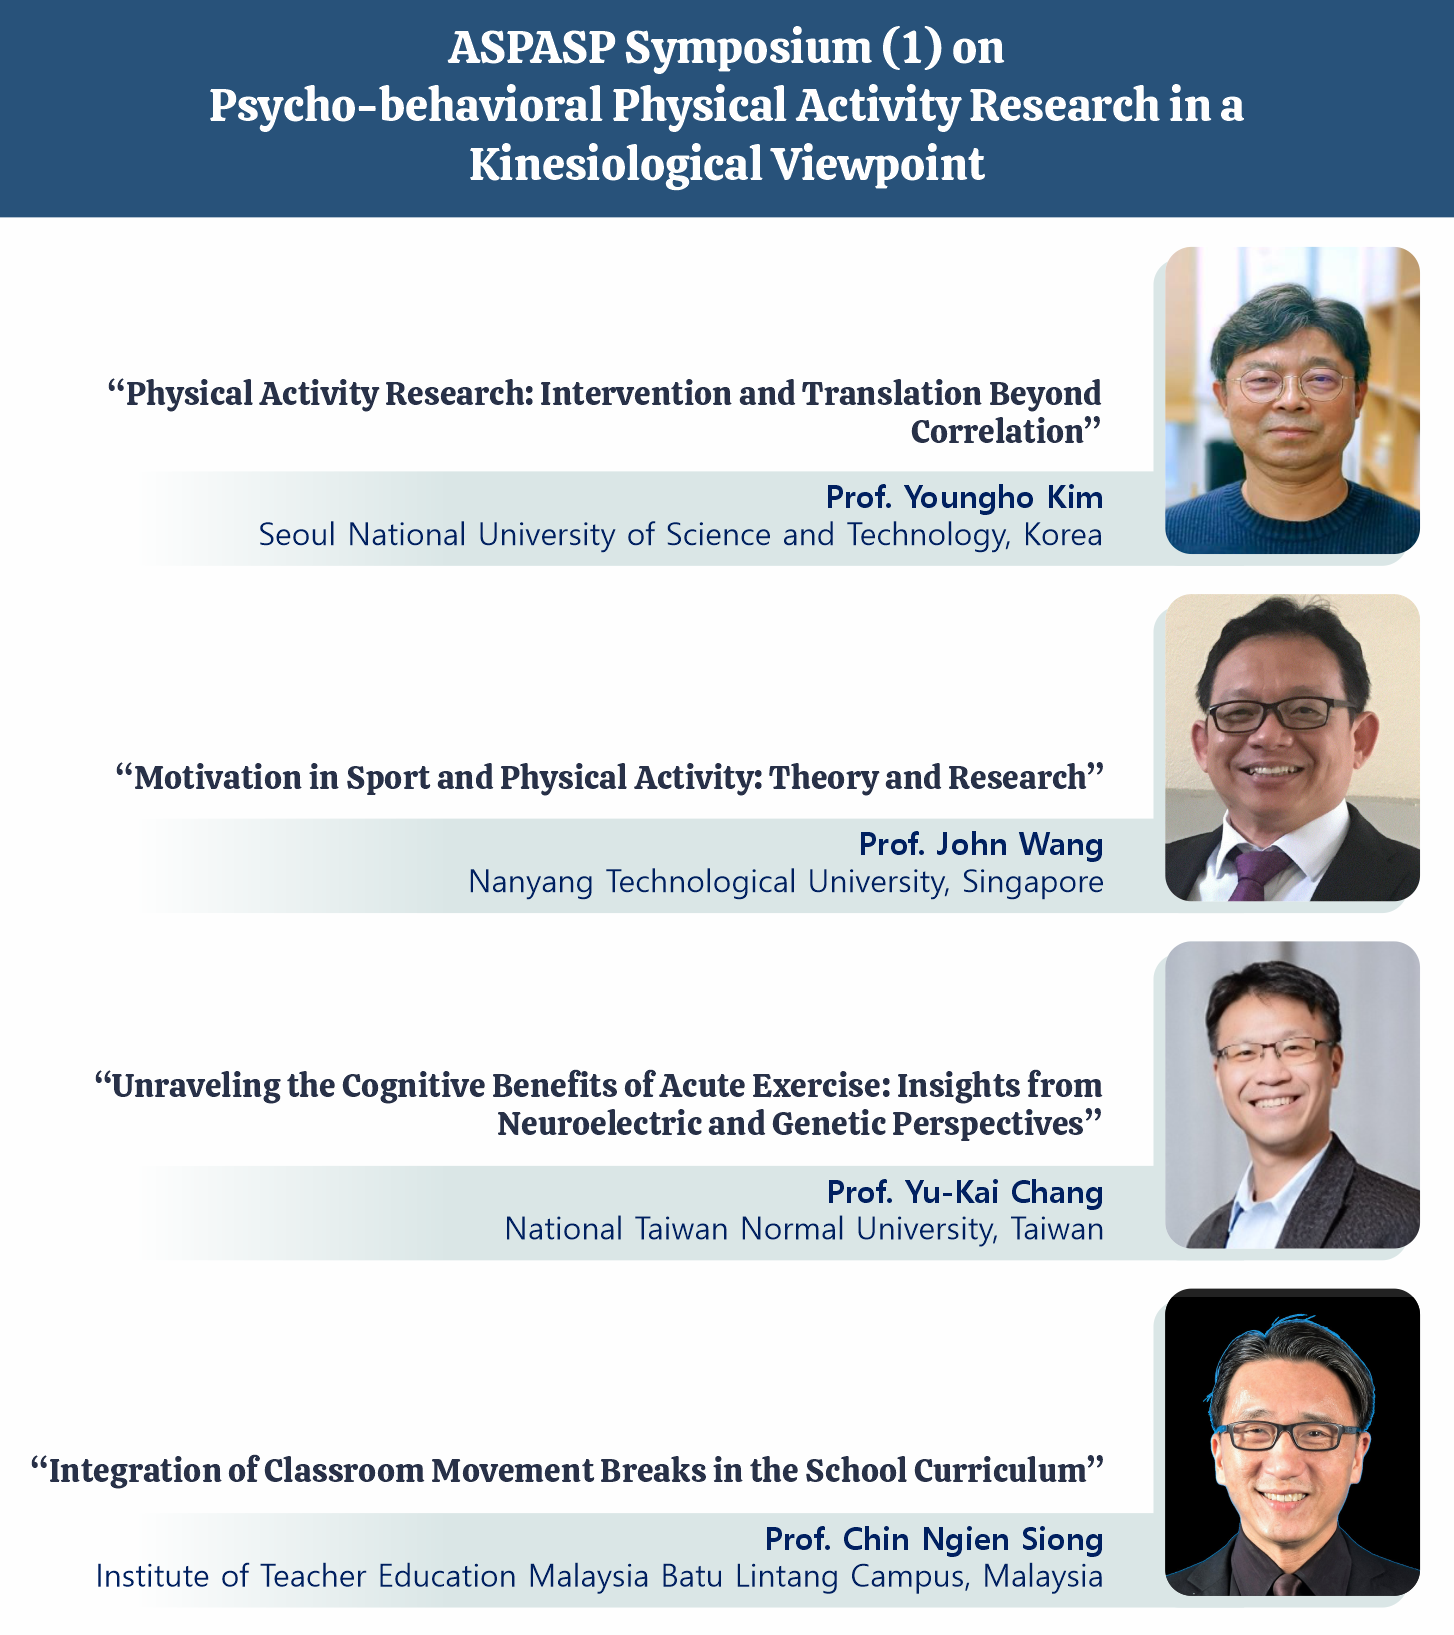 ASPASP Symposium (1) on
Psycho-behavioral Physical Activity Research in a
Kinesiological Viewpoint
“Physical Activity Research: Intervention and Translation Beyond
Correlation”
Prof. Youngho Kim
Seoul National University of Science and Technology, Korea
“Motivation in Sport and Physical Activity: Theory and Research”
Prof. John Wang
Nanyang Technological University, Singapore
“Unraveling the Cognitive Benefits of Acute Exercise: Insights from
Neuroelectric and Genetic Perspectives”
Prof. Yu-Kai Chang
National Taiwan Normal University, Taiwan
“Integration of Classroom Movement Breaks in the School Curriculum”
Prof. Chin Ngien Siong
Institute of Teacher Education Malaysia Batu Lintang Campus, Malaysia